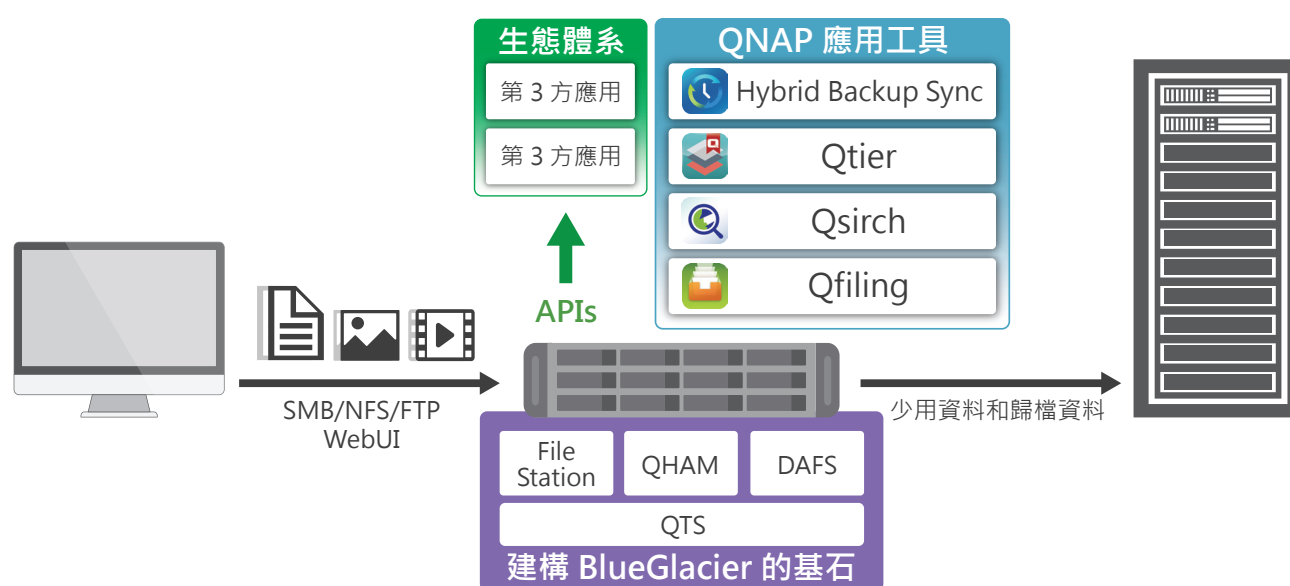 生態體系
第 3 方應用
第 3 方應用
APIs
QNAP 應用工具
Hybrid Backup Sync
Qtier
Qsirch
Qfiling
SMB/NFS/FTP
WebUI
少用資料和歸檔資料
File
Station
QHAM
DAFS
QTS
建構 BlueGlacier 的基石